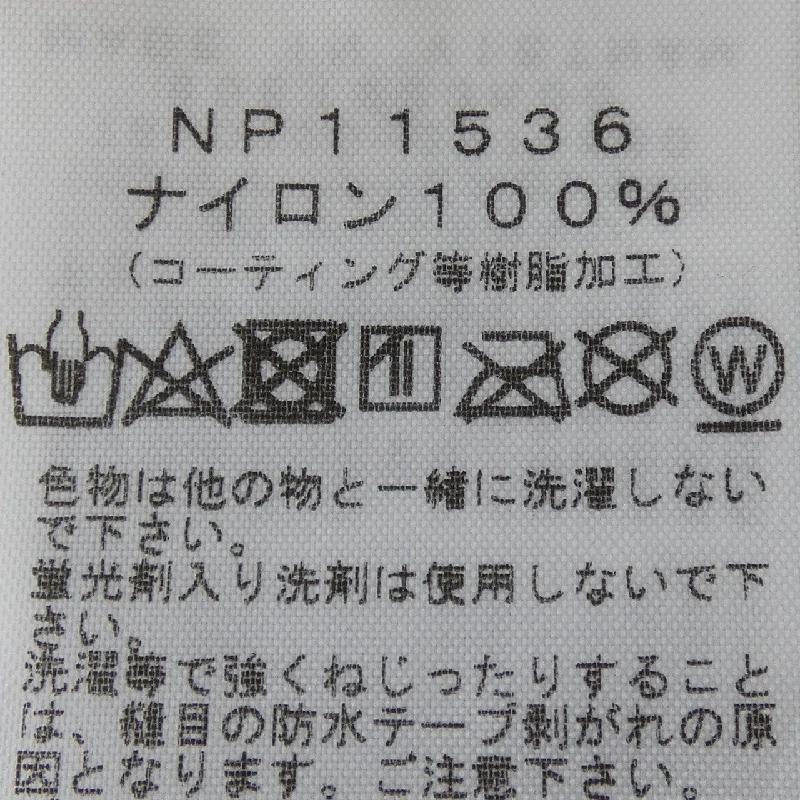 NP11536
ナイロン100%
(コーティング等樹脂加工)
W
色物は他の物と一緒に洗濯しない
で下さい。
蛍光剤入り洗剤は使用しないで下
さい。
洗濯等で強くねじったりすること
は、縫目の防水テープ剥がれの原
因となります。ご注意下さい。